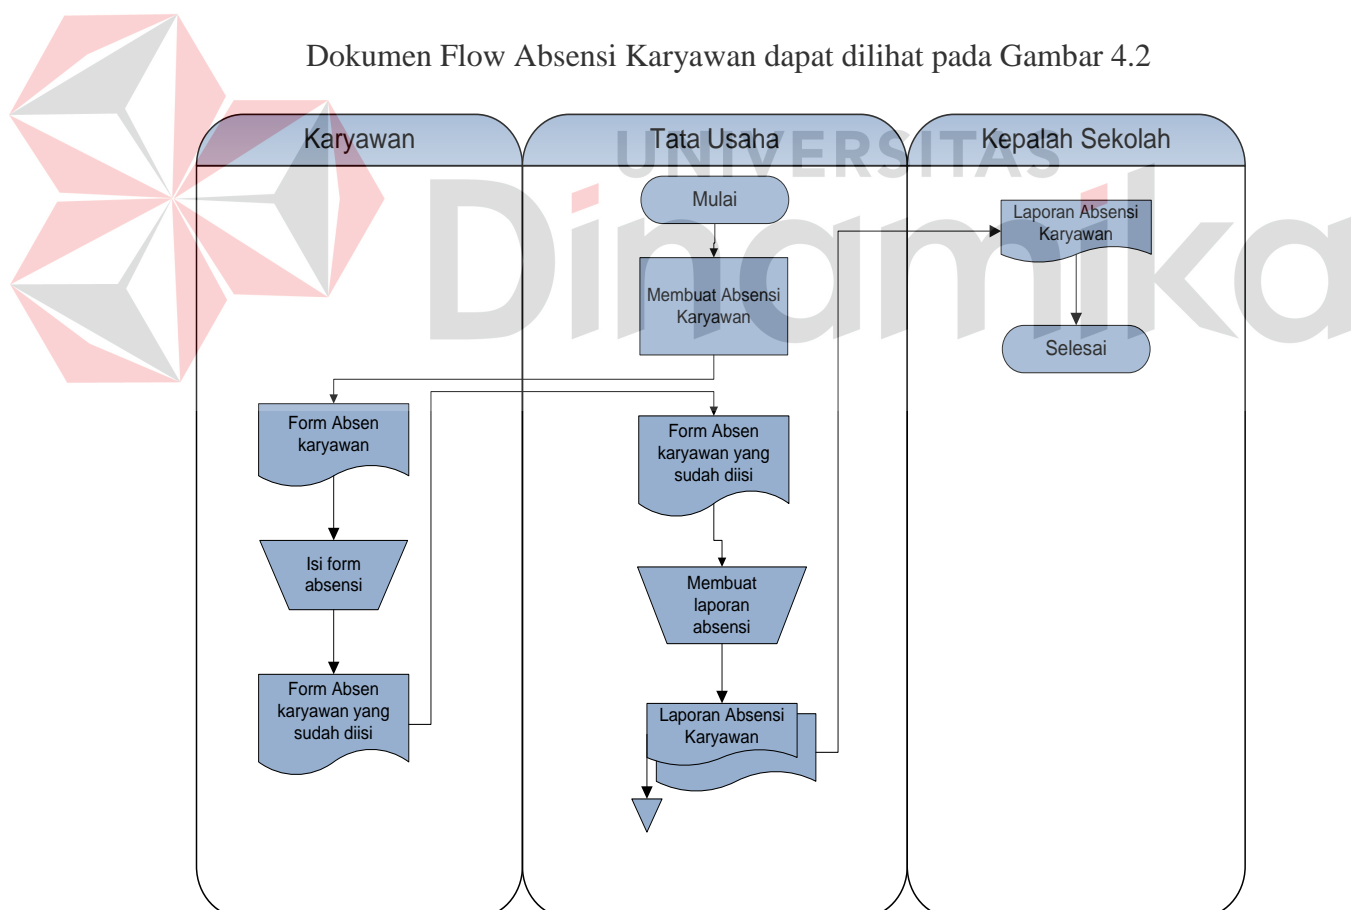 Dokumen Flow Absensi Karyawan dapat dilihat pada Gambar 4.2
UNIVERSITAS
Dinamika
Karyawan
Tata Usaha
Kepalah Sekolah
Mulai
Membuat Absensi
Karyawan
Form Absen
karyawan
Isi form
absensi
Form Absen
karyawan yang
sudah diisi
Form Absen
karyawan yang
sudah diisi
Membuat
laporan
absensi
Laporan Absensi
Karyawan
Laporan Absensi
Karyawan
Selesai